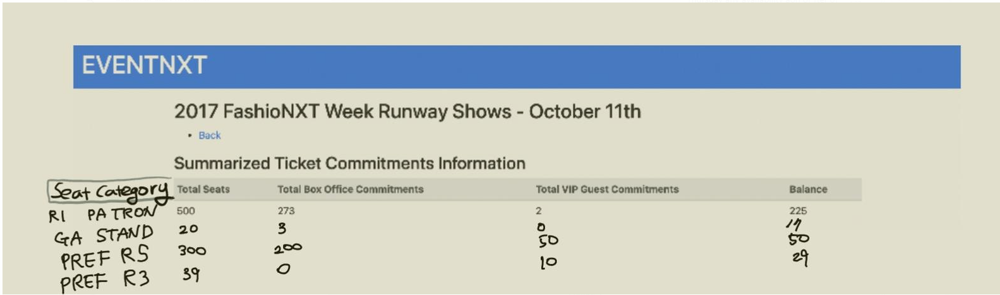 EVENTNXT
2017 FashioNXT Week Runway Shows - October 11th
• Back
Summarized Ticket Commitments Information
Seat Category Total Seats Total Box Office Commitments Total VIP Guest Commitments Balance
R1 PATRON 500 273 2 225
GA STAND 20 3 0 17
PREF R5 300 200 50 50
PREF R3 39 0 10 29